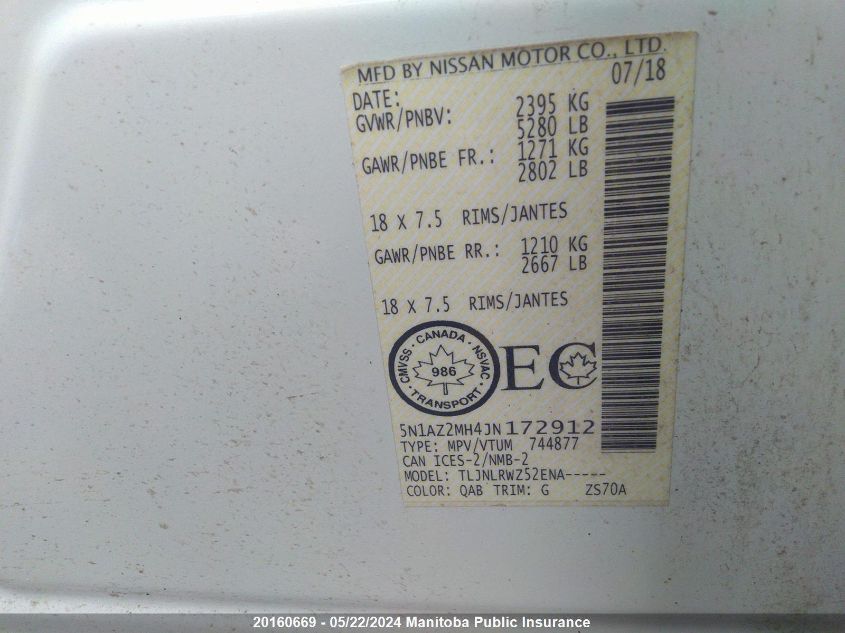 MFD BY NISSAN MOTOR CO., LTD.
DATE: 07/18
GVWR/PNBV: 2395 KG
5280 LB
GAWR/PNBE FR.: 1271 KG
2802 LB
18 X 7.5 RIMS/JANTES
GAWR/PNBE RR.: 1210 KG
2667 LB
18 X 7.5 RIMS/JANTES
CMVSS · CANADA · NSVAC
986
· TRANSPORT ·
EC
5N1AZ2MH4JN172912
TYPE: MPV/VTUM 744877
CAN ICES-2/NMB-2
MODEL: TLJNLRWZ52ENA-----
COLOR: QAB TRIM: G ZS70A
20160669 - 05/22/2024 Manitoba Public Insurance